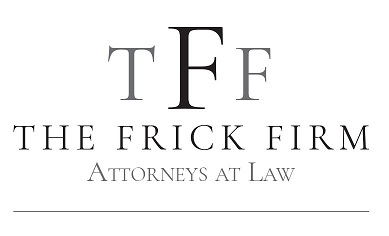 TFF
THE FRICK FIRM
ATTORNEYS AT LAW